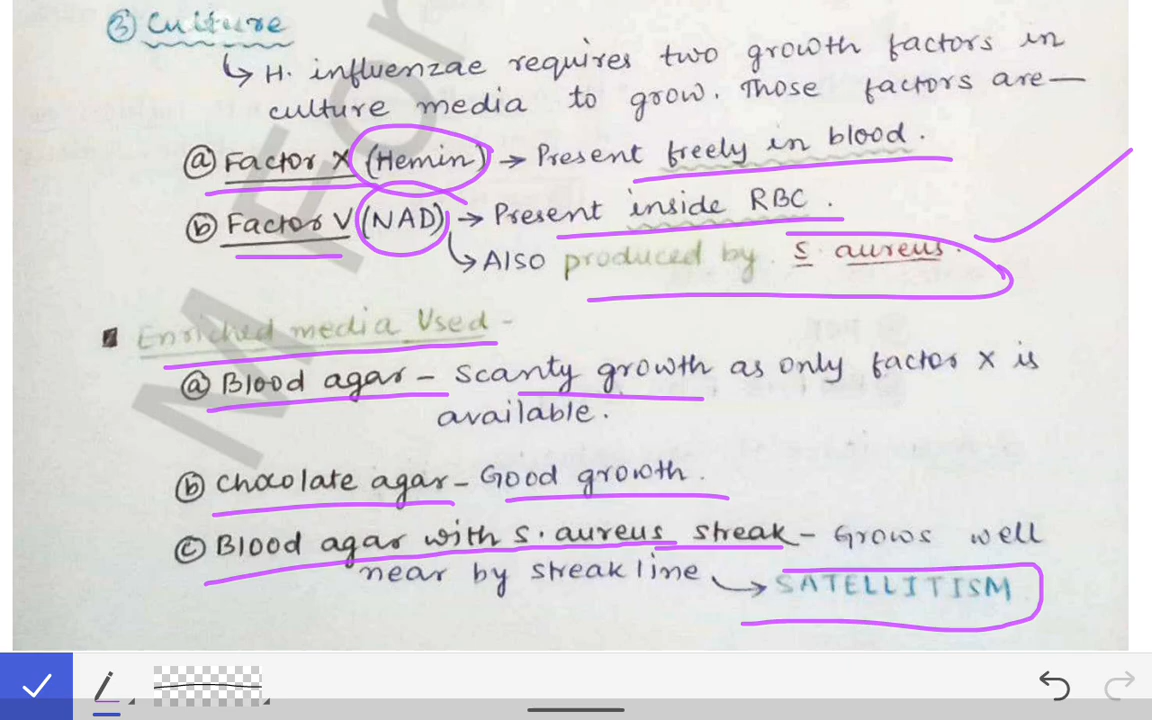 ③ Culture
↳ H. influenzae requires two growth factors in
culture media to grow. Those factors are —
ⓐ Factor X (Hemin) → Present freely in blood.
ⓑ Factor V (NAD) → Present inside RBC.
↳ Also produced by S. aureus.
Enriched media Used -
ⓐ Blood agar - Scanty growth as only factor X is
available.
ⓑ Chocolate agar - Good growth.
ⓒ Blood agar with S. aureus streak - Grows well
near by streak line → SATELLITISM
M For